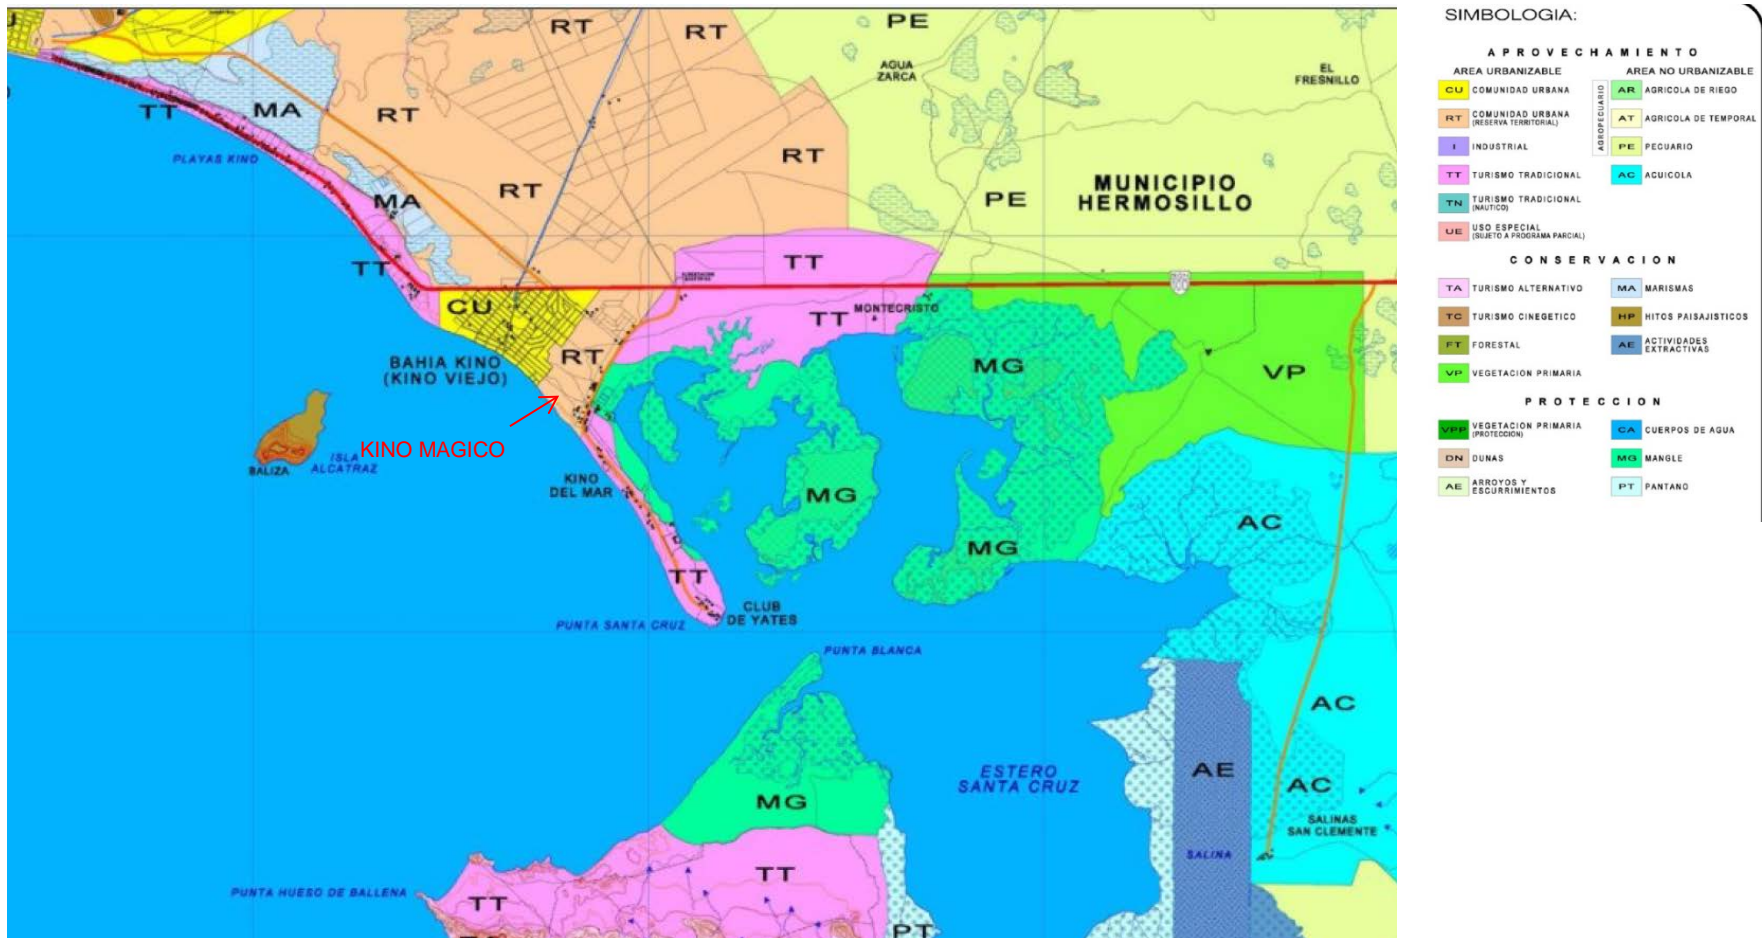 SIMBOLOGIA:
APROVECHAMIENTO
AREA URBANIZABLE
AREA NO URBANIZABLE
CU COMUNIDAD URBANA
RT COMUNIDAD URBANA
(RESERVA TERRITORIAL)
I INDUSTRIAL
TT TURISMO TRADICIONAL
TN TURISMO TRADICIONAL
(NAUTICO)
UE USO ESPECIAL
(SUJETO A PROGRAMA PARCIAL)
AGROPECUARIO
AR AGRICOLA DE RIEGO
AT AGRICOLA DE TEMPORAL
PE PECUARIO
AC ACUICOLA
CONSERVACION
TA TURISMO ALTERNATIVO
TC TURISMO CINEGETICO
FT FORESTAL
VP VEGETACION PRIMARIA
MA MARISMAS
HP HITOS PAISAJISTICOS
AE ACTIVIDADES
EXTRACTIVAS
PROTECCION
VPP VEGETACION PRIMARIA
(PROTECCION)
DN DUNAS
AE ARROYOS Y
ESCURRIMIENTOS
CA CUERPOS DE AGUA
MG MANGLE
PT PANTANO
U
RT
RT
PE
AGUA
ZARCA
EL
FRESNILLO
TT
MA
RT
PLAYAS KINO
RT
MA
RT
PE
MUNICIPIO
HERMOSILLO
TT
TT
100
CU
MONTECRISTO
TT
BAHIA KINO
(KINO VIEJO)
RT
MG
VP
KINO MAGICO
ISLA
ALCATRAZ
BALIZA
KINO
DEL MAR
MG
AC
MG
TT
CLUB
DE YATES
PUNTA SANTA CRUZ
PUNTA BLANCA
AC
ESTERO
SANTA CRUZ
AE
AC
MG
SALINAS
SAN CLEMENTE
SALINA
TT
PUNTA HUESO DE BALLENA
TT
PT